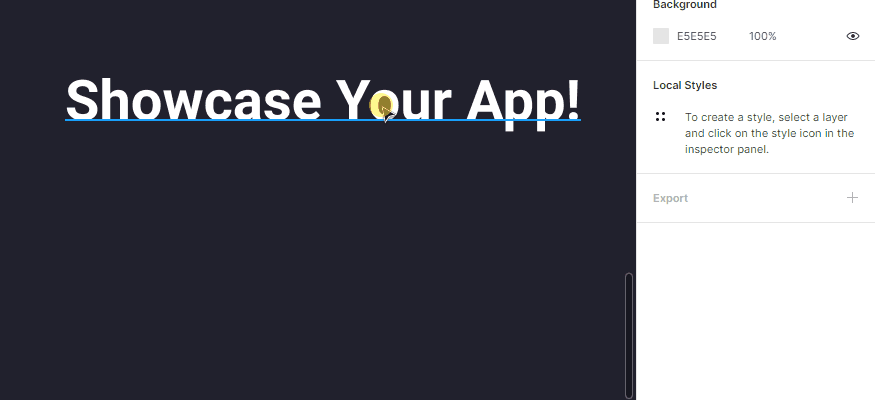 Showcase Your App!
Background
E5E5E5 100%
Local Styles
To create a style, select a layer
and click on the style icon in the
inspector panel.
Export